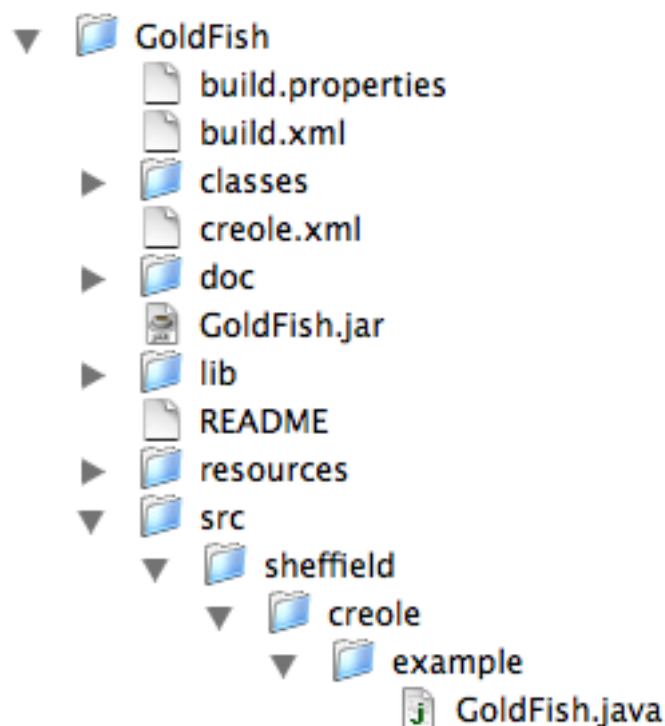 GoldFish
build.properties
build.xml
classes
creole.xml
doc
GoldFish.jar
lib
README
resources
src
sheffield
creole
example
GoldFish.java